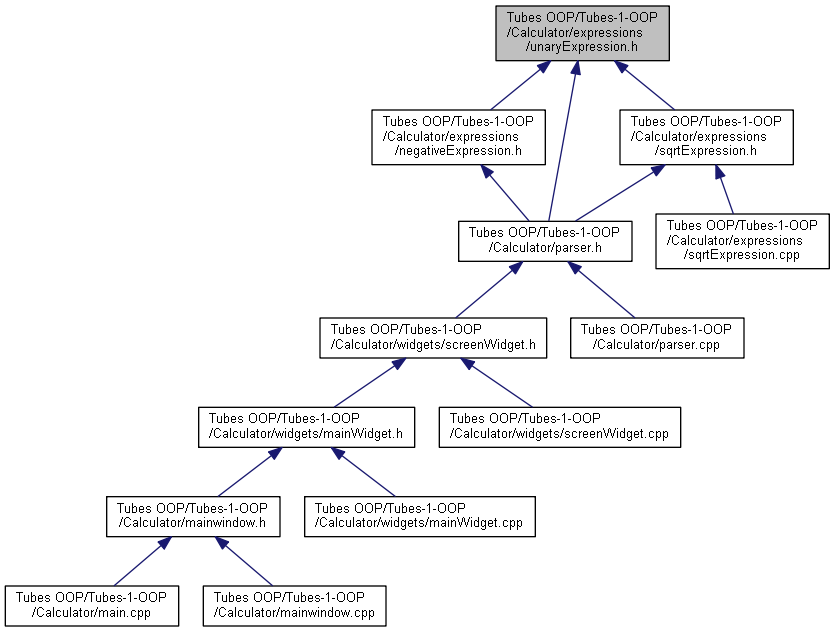 Tubes OOP/Tubes-1-OOP
/Calculator/expressions
/unaryExpression.h
Tubes OOP/Tubes-1-OOP
/Calculator/expressions
/negativeExpression.h
Tubes OOP/Tubes-1-OOP
/Calculator/expressions
/sqrtExpression.h
Tubes OOP/Tubes-1-OOP
/Calculator/parser.h
Tubes OOP/Tubes-1-OOP
/Calculator/expressions
/sqrtExpression.cpp
Tubes OOP/Tubes-1-OOP
/Calculator/widgets/screenWidget.h
Tubes OOP/Tubes-1-OOP
/Calculator/parser.cpp
Tubes OOP/Tubes-1-OOP
/Calculator/widgets/mainWidget.h
Tubes OOP/Tubes-1-OOP
/Calculator/widgets/screenWidget.cpp
Tubes OOP/Tubes-1-OOP
/Calculator/mainwindow.h
Tubes OOP/Tubes-1-OOP
/Calculator/widgets/mainWidget.cpp
Tubes OOP/Tubes-1-OOP
/Calculator/main.cpp
Tubes OOP/Tubes-1-OOP
/Calculator/mainwindow.cpp